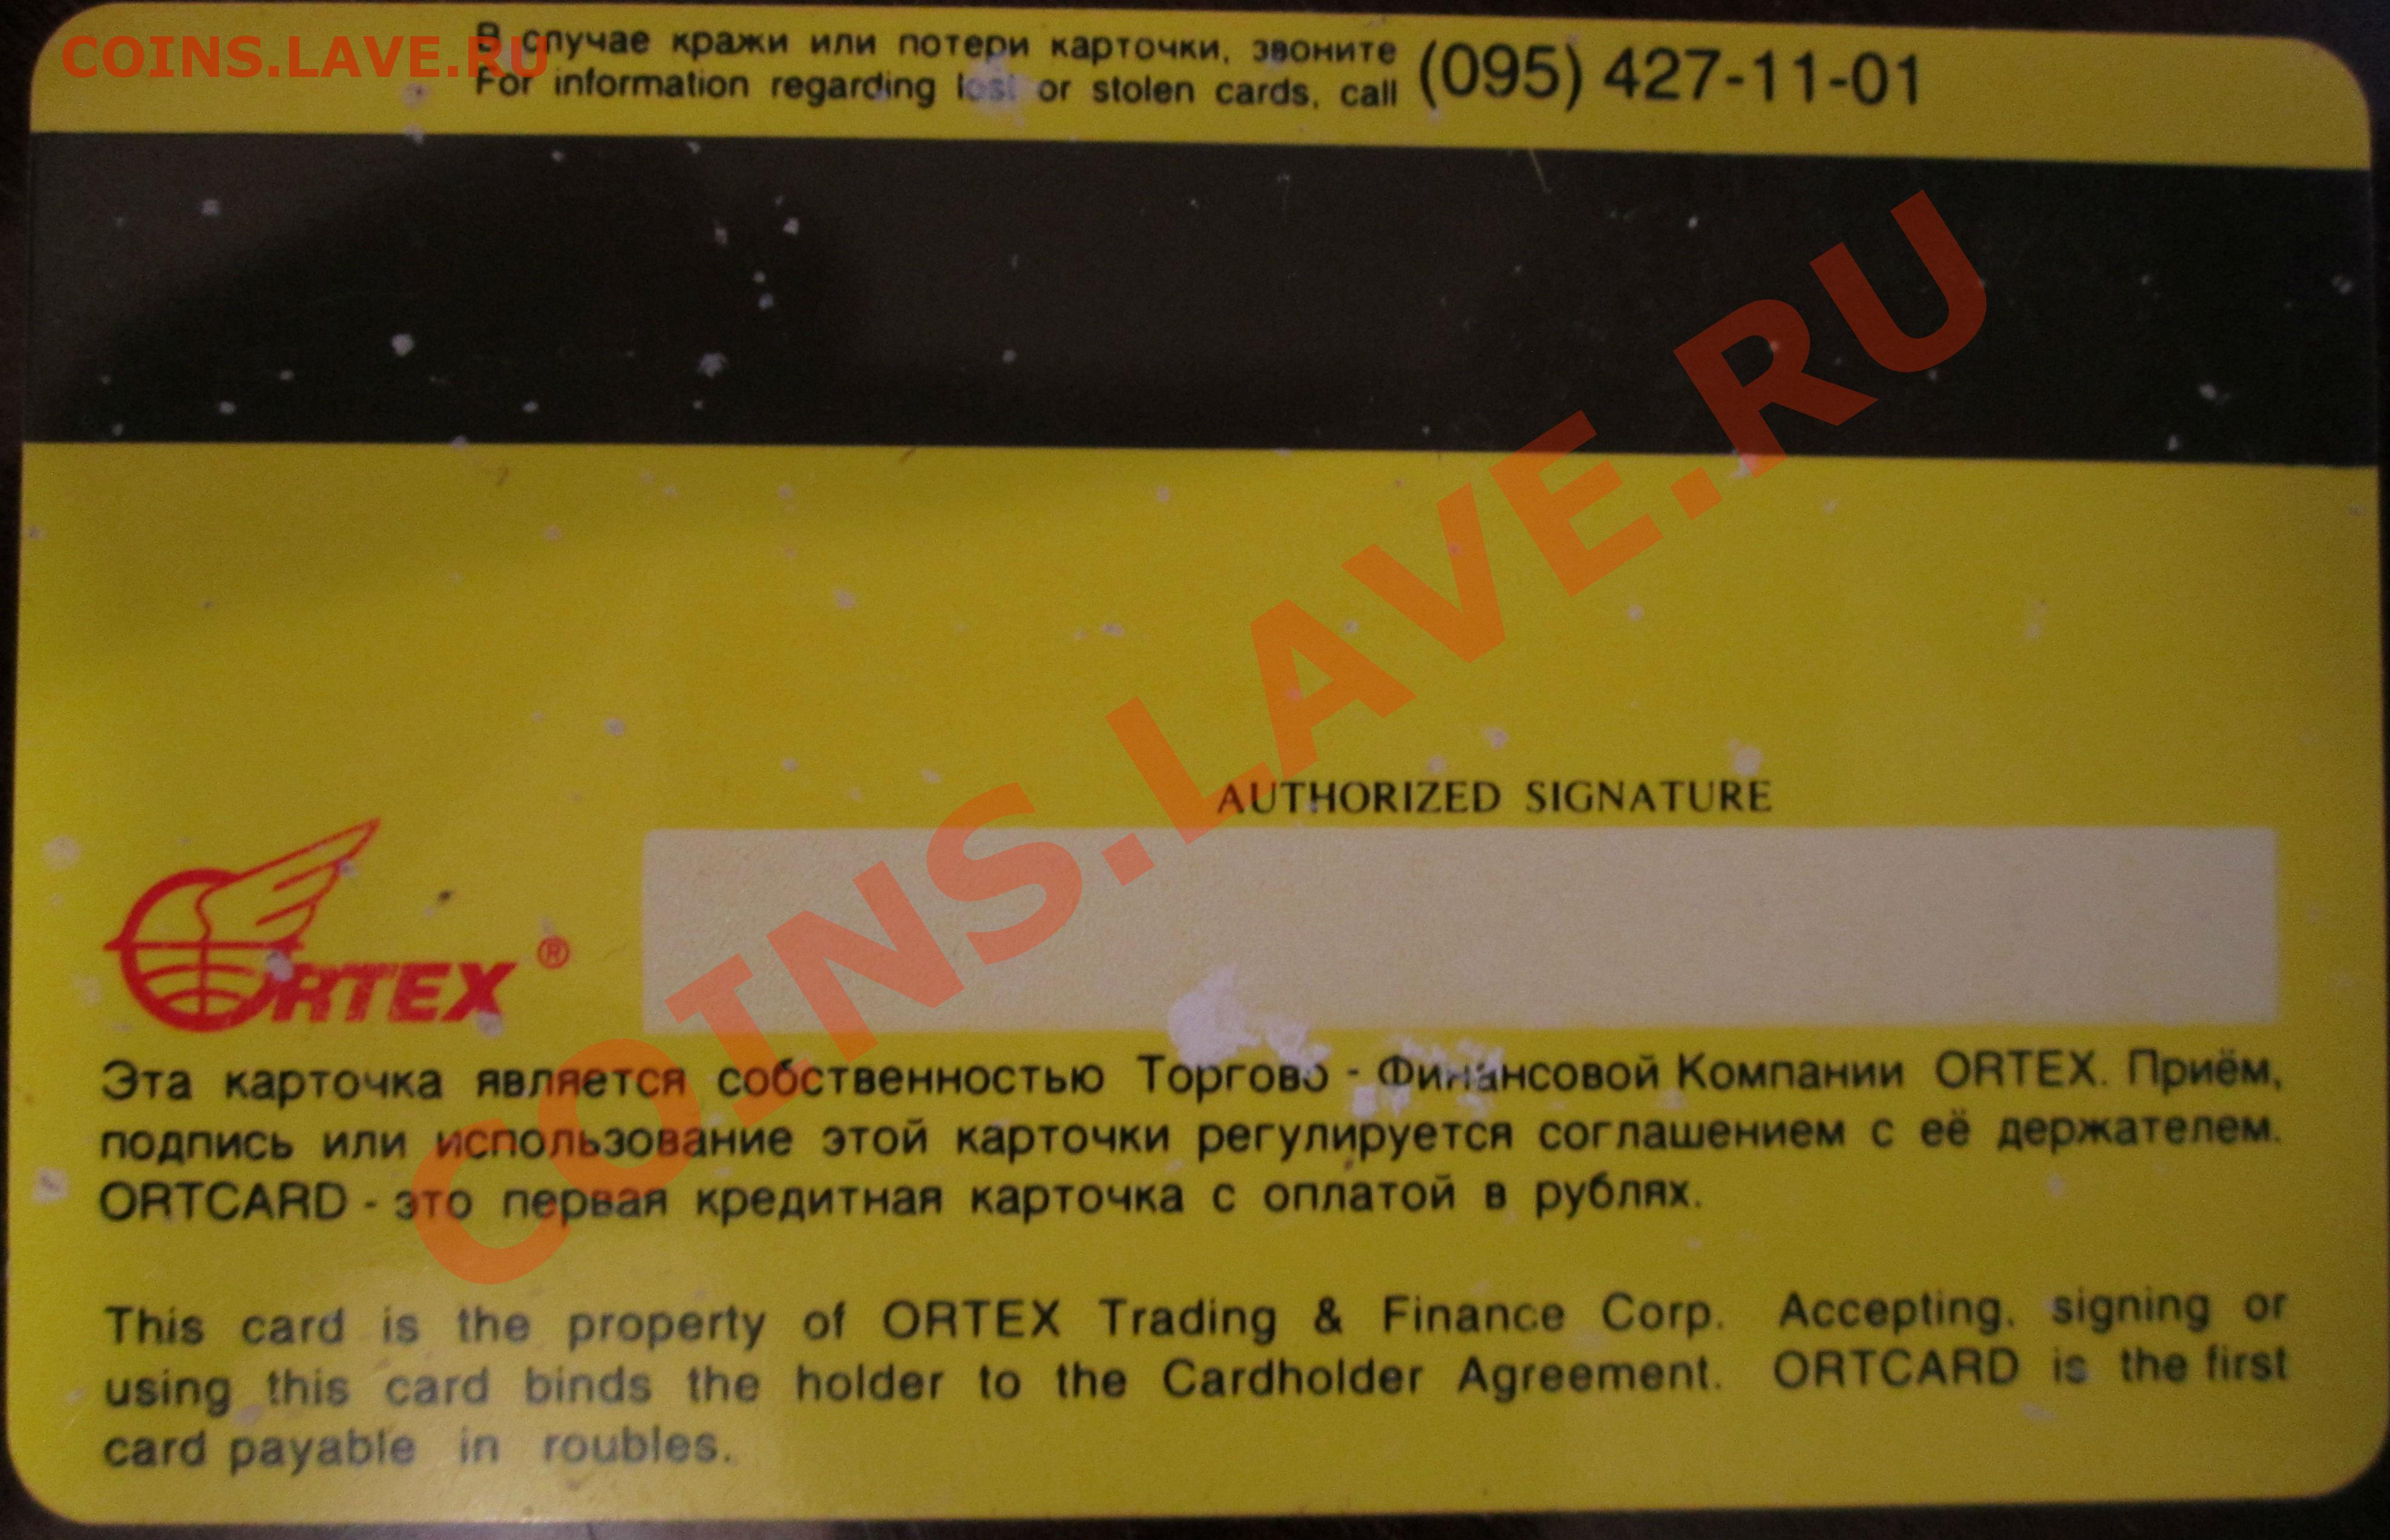 COINS.LAVE.RU
В случае кражи или потери карточки, звоните
For information regarding lost or stolen cards, call
(095) 427-11-01
COINS.LAVE.RU
AUTHORIZED SIGNATURE
ORTEX ®
Эта карточка является собственностью Торгово - Финансовой Компании ORTEX. Приём,
подпись или использование этой карточки регулируется соглашением с её держателем.
ORTCARD - это первая кредитная карточка с оплатой в рублях.
This card is the property of ORTEX Trading & Finance Corp. Accepting, signing or
using this card binds the holder to the Cardholder Agreement. ORTCARD is the first
card payable in roubles.